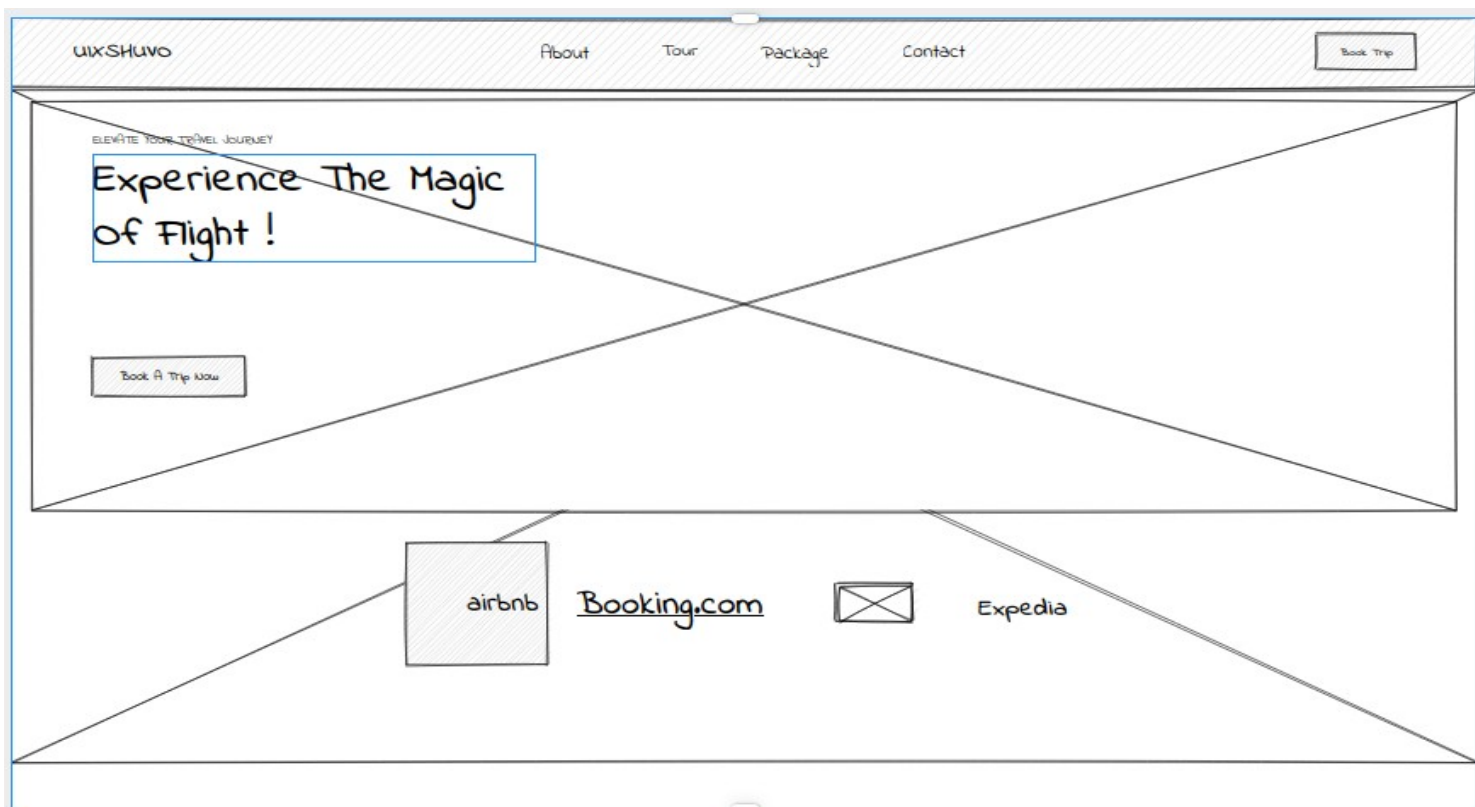 UIXSHUVO
About Tour Package Contact
Book Trip
ELEVATE YOUR TRAVEL JOURNEY
Experience The Magic
Of Flight !
Book A Trip Now
airbnb
Booking.com
Expedia